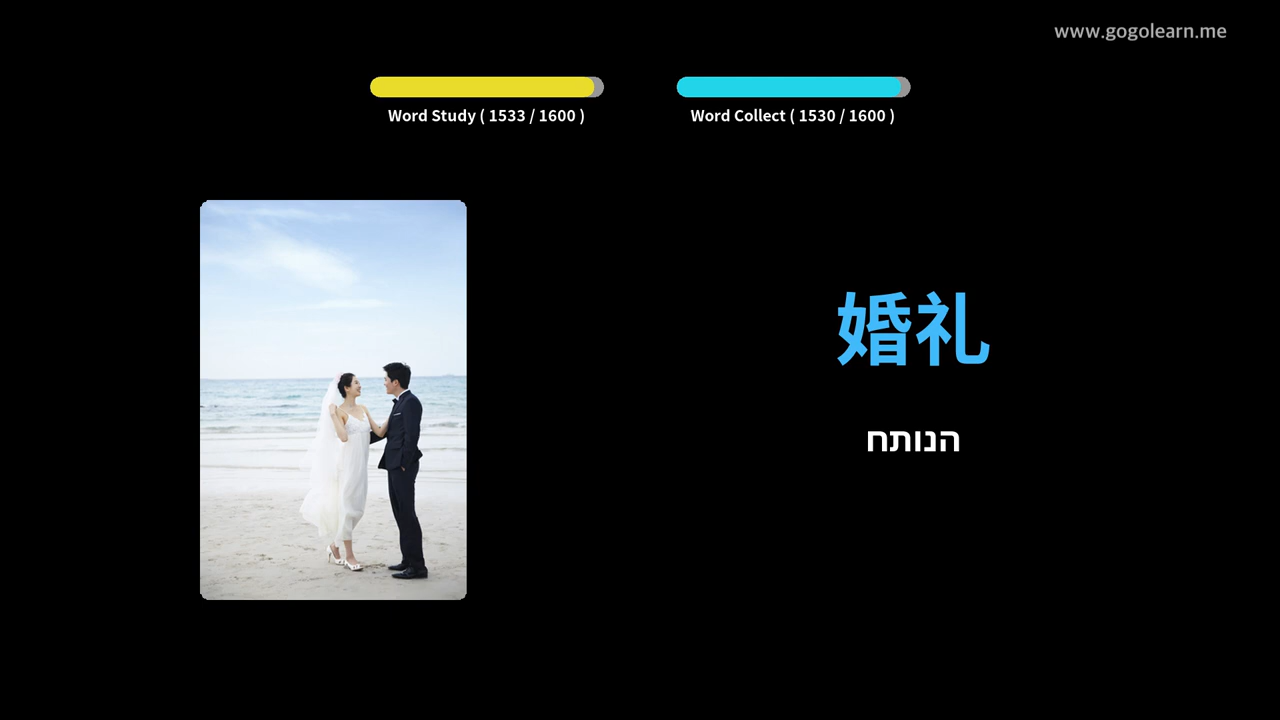 www.gogolearn.me
Word Study ( 1533 / 1600 )
Word Collect ( 1530 / 1600 )
婚礼
הנותח